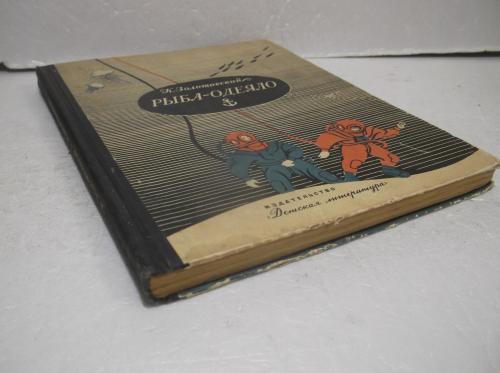 К. Золотовский
РЫБА-ОДЕЯЛО
ИЗДАТЕЛЬСТВО
„Детская литература“